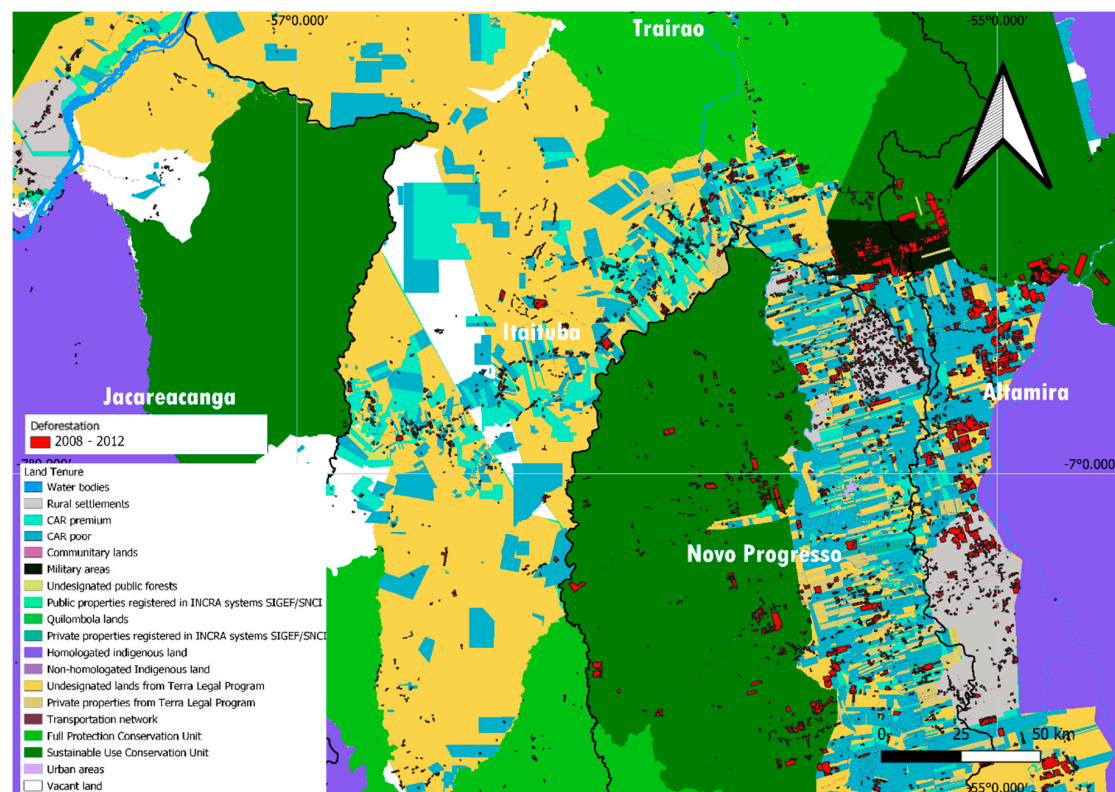 -57°0.000′
Trairao
-55°0.000′
Itaituba
Jacareacanga
Altamira
Deforestation
2008 - 2012
-7°0.000′
-7°0.000′
Land Tenure
Water bodies
Rural settlements
CAR premium
CAR poor
Communitary lands
Military areas
Undesignated public forests
Public properties registered in INCRA systems SIGEF/SNCI
Quilombola lands
Private properties registered in INCRA systems SIGEF/SNCI
Homologated indigenous land
Non-homologated Indigenous land
Undesignated lands from Terra Legal Program
Private properties from Terra Legal Program
Transportation network
Full Protection Conservation Unit
Sustainable Use Conservation Unit
Urban areas
Vacant land
Novo Progresso
0 25 50 km
-55°0.000′